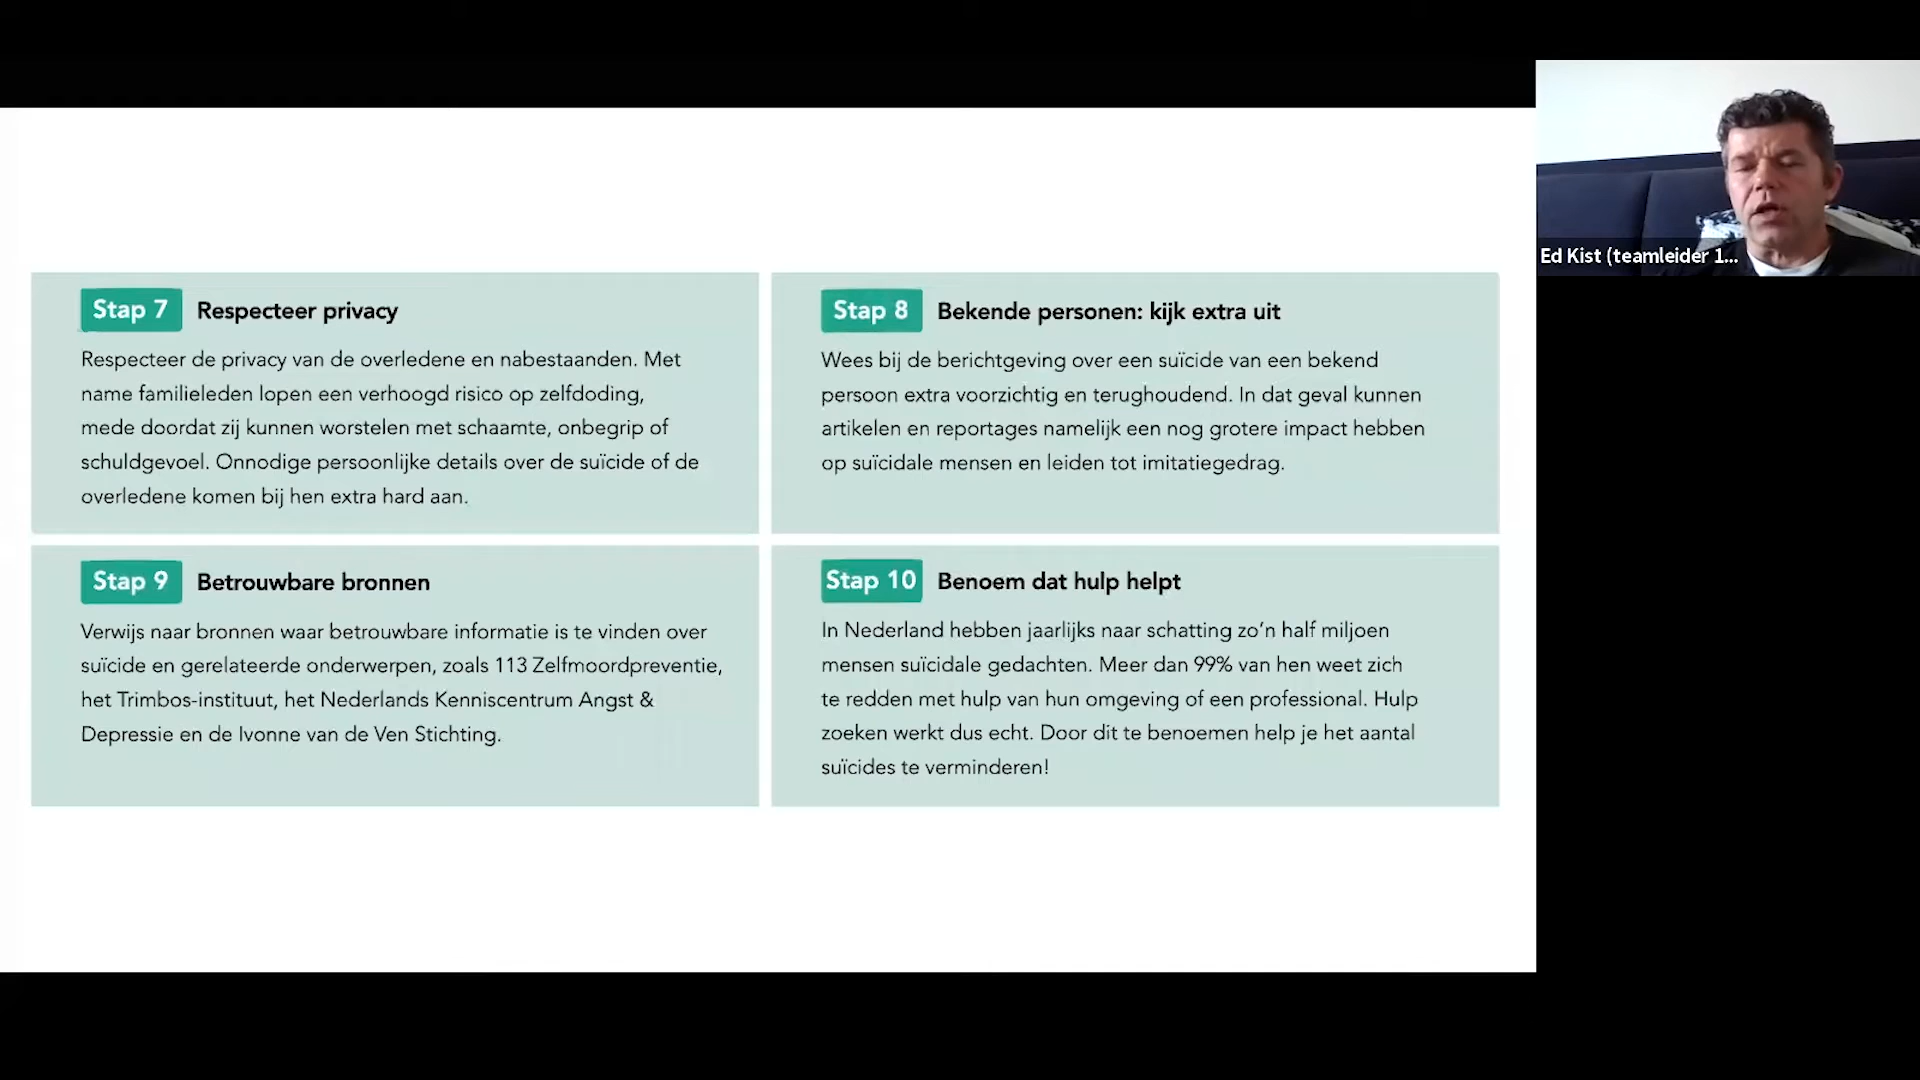 Stap 7 Respecteer privacy
Respecteer de privacy van de overledene en nabestaanden. Met
name familieleden lopen een verhoogd risico op zelfdoding,
mede doordat zij kunnen worstelen met schaamte, onbegrip of
schuldgevoel. Onnodige persoonlijke details over de suïcide of de
overledene komen bij hen extra hard aan.
Stap 8 Bekende personen: kijk extra uit
Wees bij de berichtgeving over een suïcide van een bekend
persoon extra voorzichtig en terughoudend. In dat geval kunnen
artikelen en reportages namelijk een nog grotere impact hebben
op suïcidale mensen en leiden tot imitatiegedrag.
Stap 9 Betrouwbare bronnen
Verwijs naar bronnen waar betrouwbare informatie is te vinden over
suïcide en gerelateerde onderwerpen, zoals 113 Zelfmoordpreventie,
het Trimbos-instituut, het Nederlands Kenniscentrum Angst &
Depressie en de Ivonne van de Ven Stichting.
Stap 10 Benoem dat hulp helpt
In Nederland hebben jaarlijks naar schatting zo’n half miljoen
mensen suïcidale gedachten. Meer dan 99% van hen weet zich
te redden met hulp van hun omgeving of een professional. Hulp
zoeken werkt dus echt. Door dit te benoemen help je het aantal
suïcides te verminderen!
Ed Kist (teamleider 1...